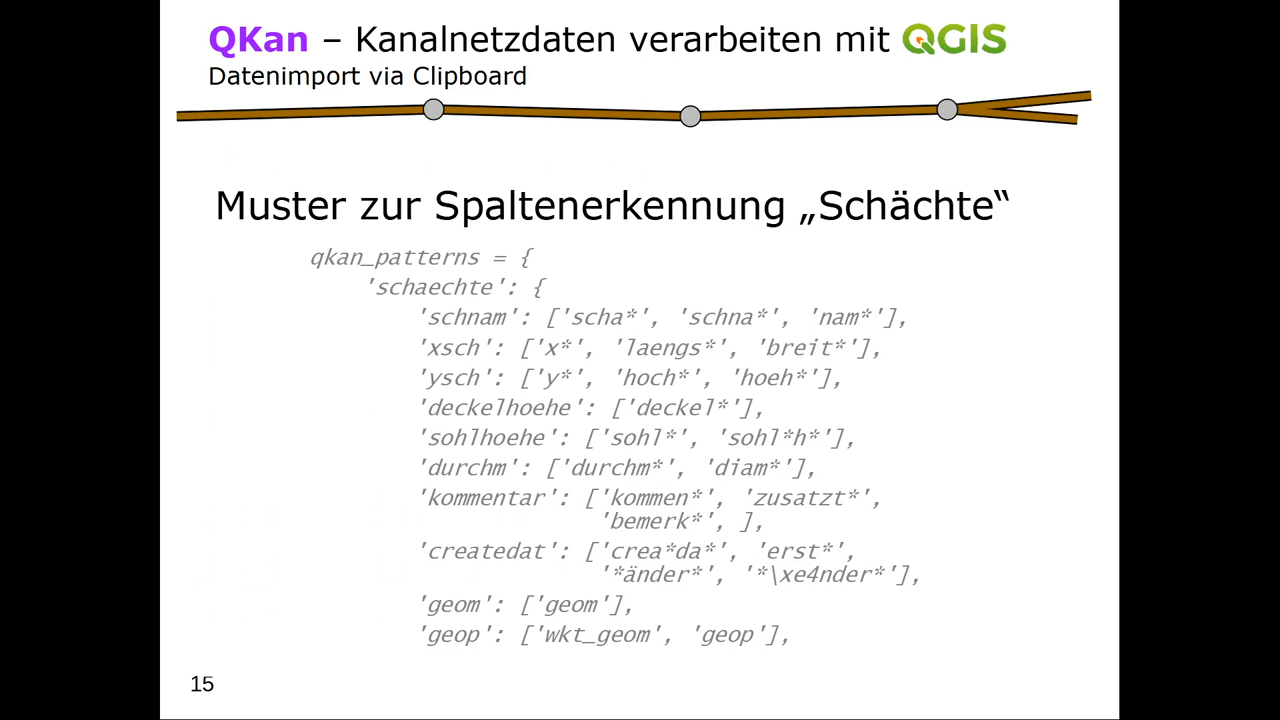 QKan – Kanalnetzdaten verarbeiten mit QGIS
Datenimport via Clipboard
Muster zur Spaltenerkennung „Schächte“
qkan_patterns = {
'schaechte': {
'schnam': ['scha*', 'schna*', 'nam*'],
'xsch': ['x*', 'laengs*', 'breit*'],
'ysch': ['y*', 'hoch*', 'hoeh*'],
'deckelhoehe': ['deckel*'],
'sohlhoehe': ['sohl*', 'sohl*h*'],
'durchm': ['durchm*', 'diam*'],
'kommentar': ['kommen*', 'zusatzt*',
'bemerk*', ],
'createdat': ['crea*da*', 'erst*',
'*änder*', '*\xe4nder*'],
'geom': ['geom'],
'geop': ['wkt_geom', 'geop'],
15